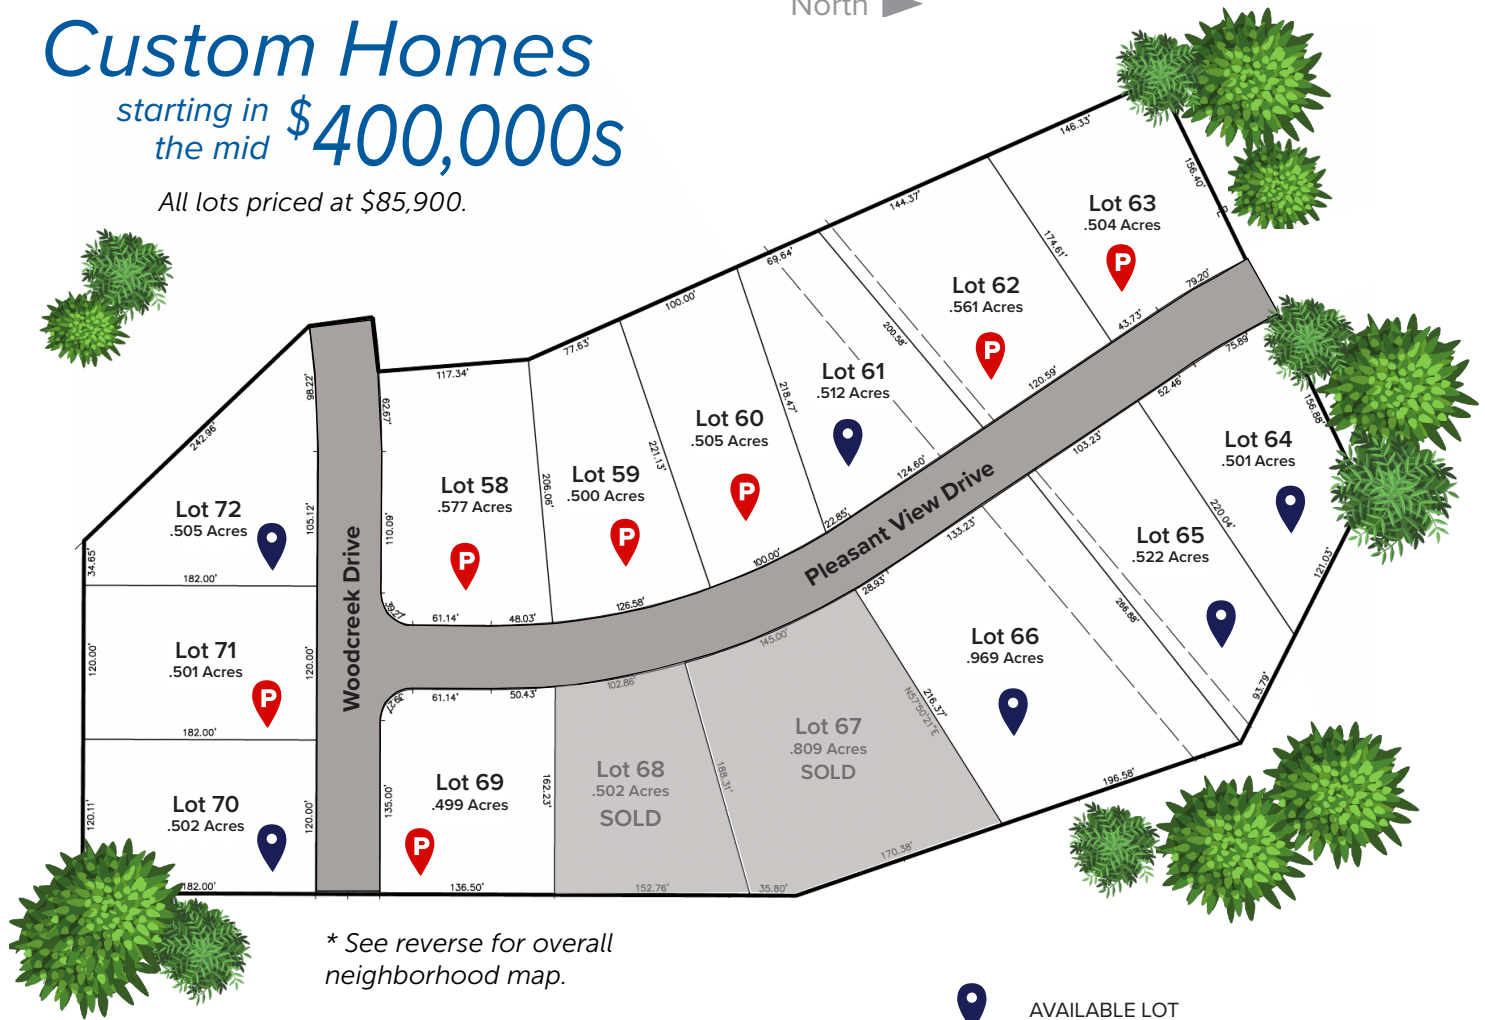 North
Custom Homes
starting in
the mid
$400,000s
All lots priced at $85,900.
146.33'
156.40'
Lot 63
.504 Acres
P
174.61'
79.20'
43.73'
144.37'
Lot 62
.561 Acres
P
200.58'
120.59'
69.64'
Lot 61
.512 Acres
218.47'
124.60'
22.85'
100.00'
Lot 60
.505 Acres
P
221.13'
100.00'
77.63'
Lot 59
.500 Acres
P
206.06'
126.58'
117.34'
62.67'
Lot 58
.577 Acres
P
110.09'
39.27'
61.14'
48.03'
98.22'
242.96'
Lot 72
.505 Acres
105.12'
34.65'
182.00'
Lot 71
.501 Acres
P
120.00'
120.00'
182.00'
Lot 70
.502 Acres
120.11'
120.00'
182.00'
Woodcreek Drive
Pleasant View Drive
75.89'
52.46'
156.88'
Lot 64
.501 Acres
220.04'
121.03'
103.23'
Lot 65
.522 Acres
266.88'
93.79'
133.23'
28.93'
Lot 66
.969 Acres
216.37'
N57°50'21"E
196.58'
145.00'
Lot 67
.809 Acres
SOLD
188.31'
170.38'
35.80'
102.86'
Lot 68
.502 Acres
SOLD
152.76'
39.27'
61.14'
50.43'
Lot 69
.499 Acres
P
162.23'
135.00'
136.50'
* See reverse for overall
neighborhood map.
AVAILABLE LOT